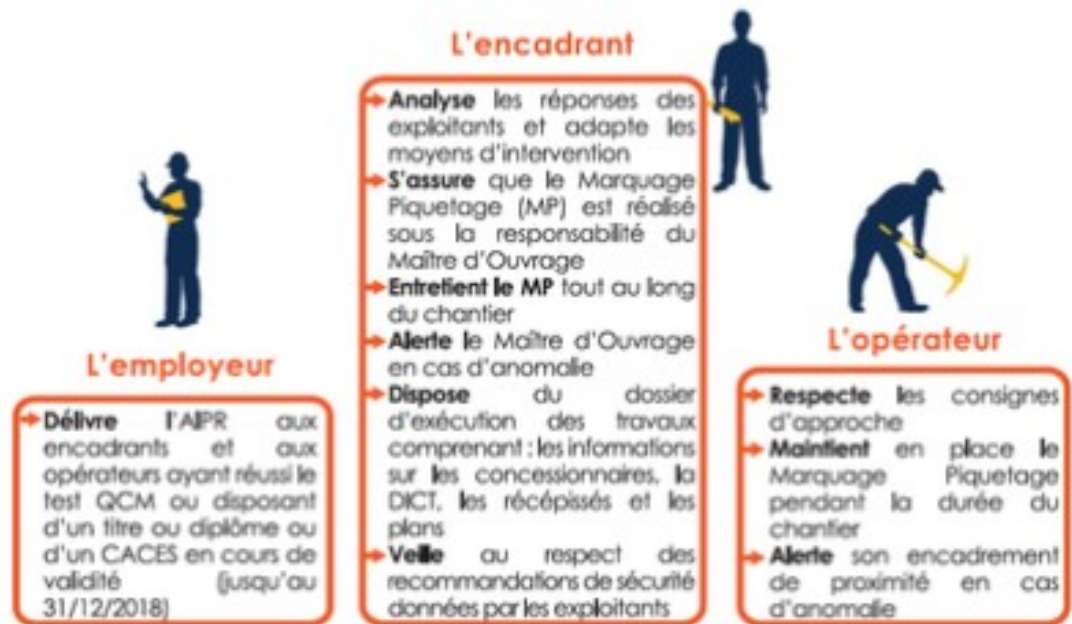 L'encadrant
Analyse les réponses des
exploitants et adapte les
moyens d'intervention
S'assure que le Marquage
Piquetage (MP) est réalisé
sous la responsabilité du
Maître d'Ouvrage
Entretient le MP tout au long
du chantier
Alerte le Maître d'Ouvrage
en cas d'anomalie
Dispose du dossier
d'exécution des travaux
comprenant : les informations
sur les concessionnaires, la
DICT, les récépissés et les
plans
Veille au respect des
recommandations de sécurité
données par les exploitants
L'employeur
Délivre l'AIPR aux
encadrants et aux
opérateurs ayant réussi le
test QCM ou disposant
d'un titre ou diplôme ou
d'un CACES en cours de
validité (jusqu'au
31/12/2018)
L'opérateur
Respecte les consignes
d'approche
Maintient en place le
Marquage Piquetage
pendant la durée du
chantier
Alerte son encadrement
de proximité en cas
d'anomalie